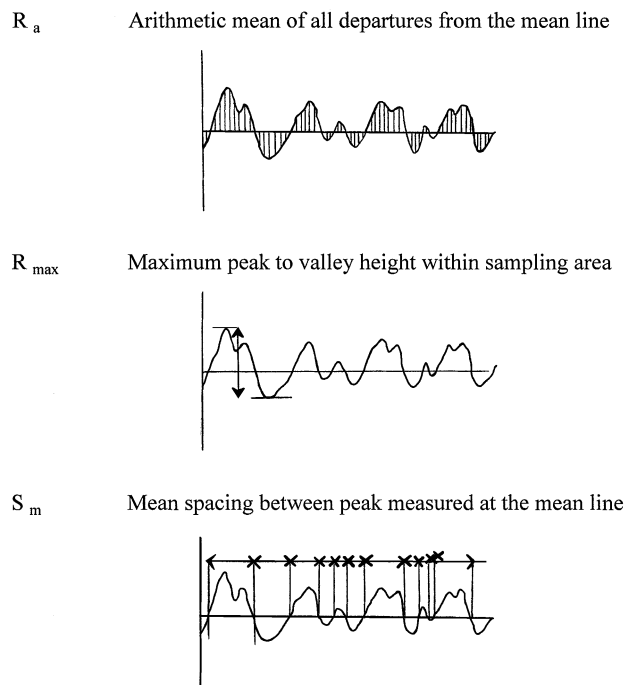 R a Arithmetic mean of all departures from the mean line
R max Maximum peak to valley height within sampling area
S m Mean spacing between peak measured at the mean line